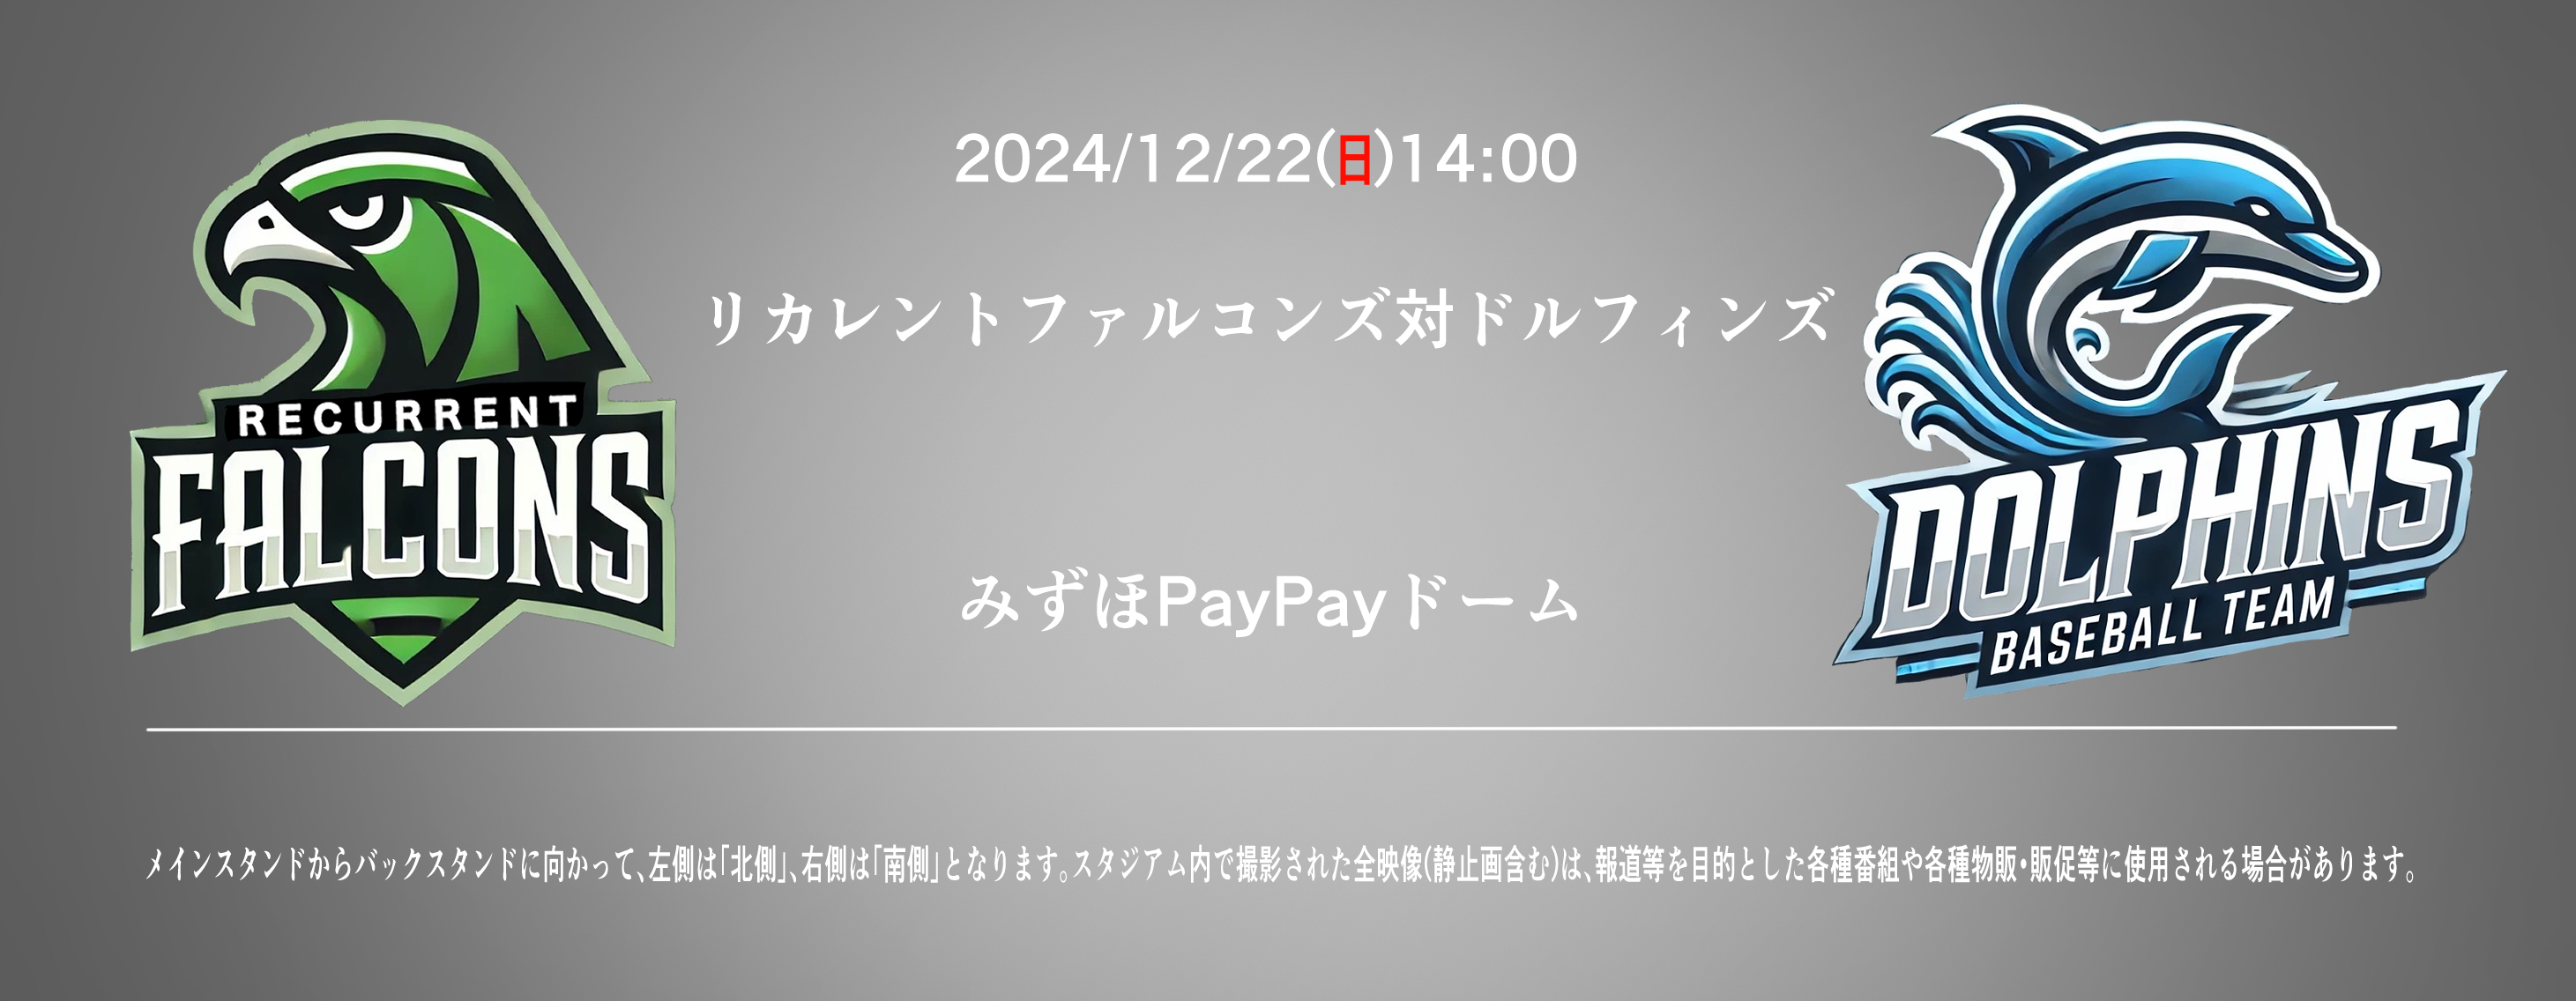 2024/12/22(日)14:00
リカレントファルコンズ対ドルフィンズ
RECURRENT
FALCONS
DOLPHINS
BASEBALL TEAM
みずほPayPayドーム
メインスタンドからバックスタンドに向かって、左側は「北側」、右側は「南側」となります。スタジアム内で撮影された全映像(静止画含む)は、報道等を目的とした各種番組や各種物販・販促等に使用される場合があります。